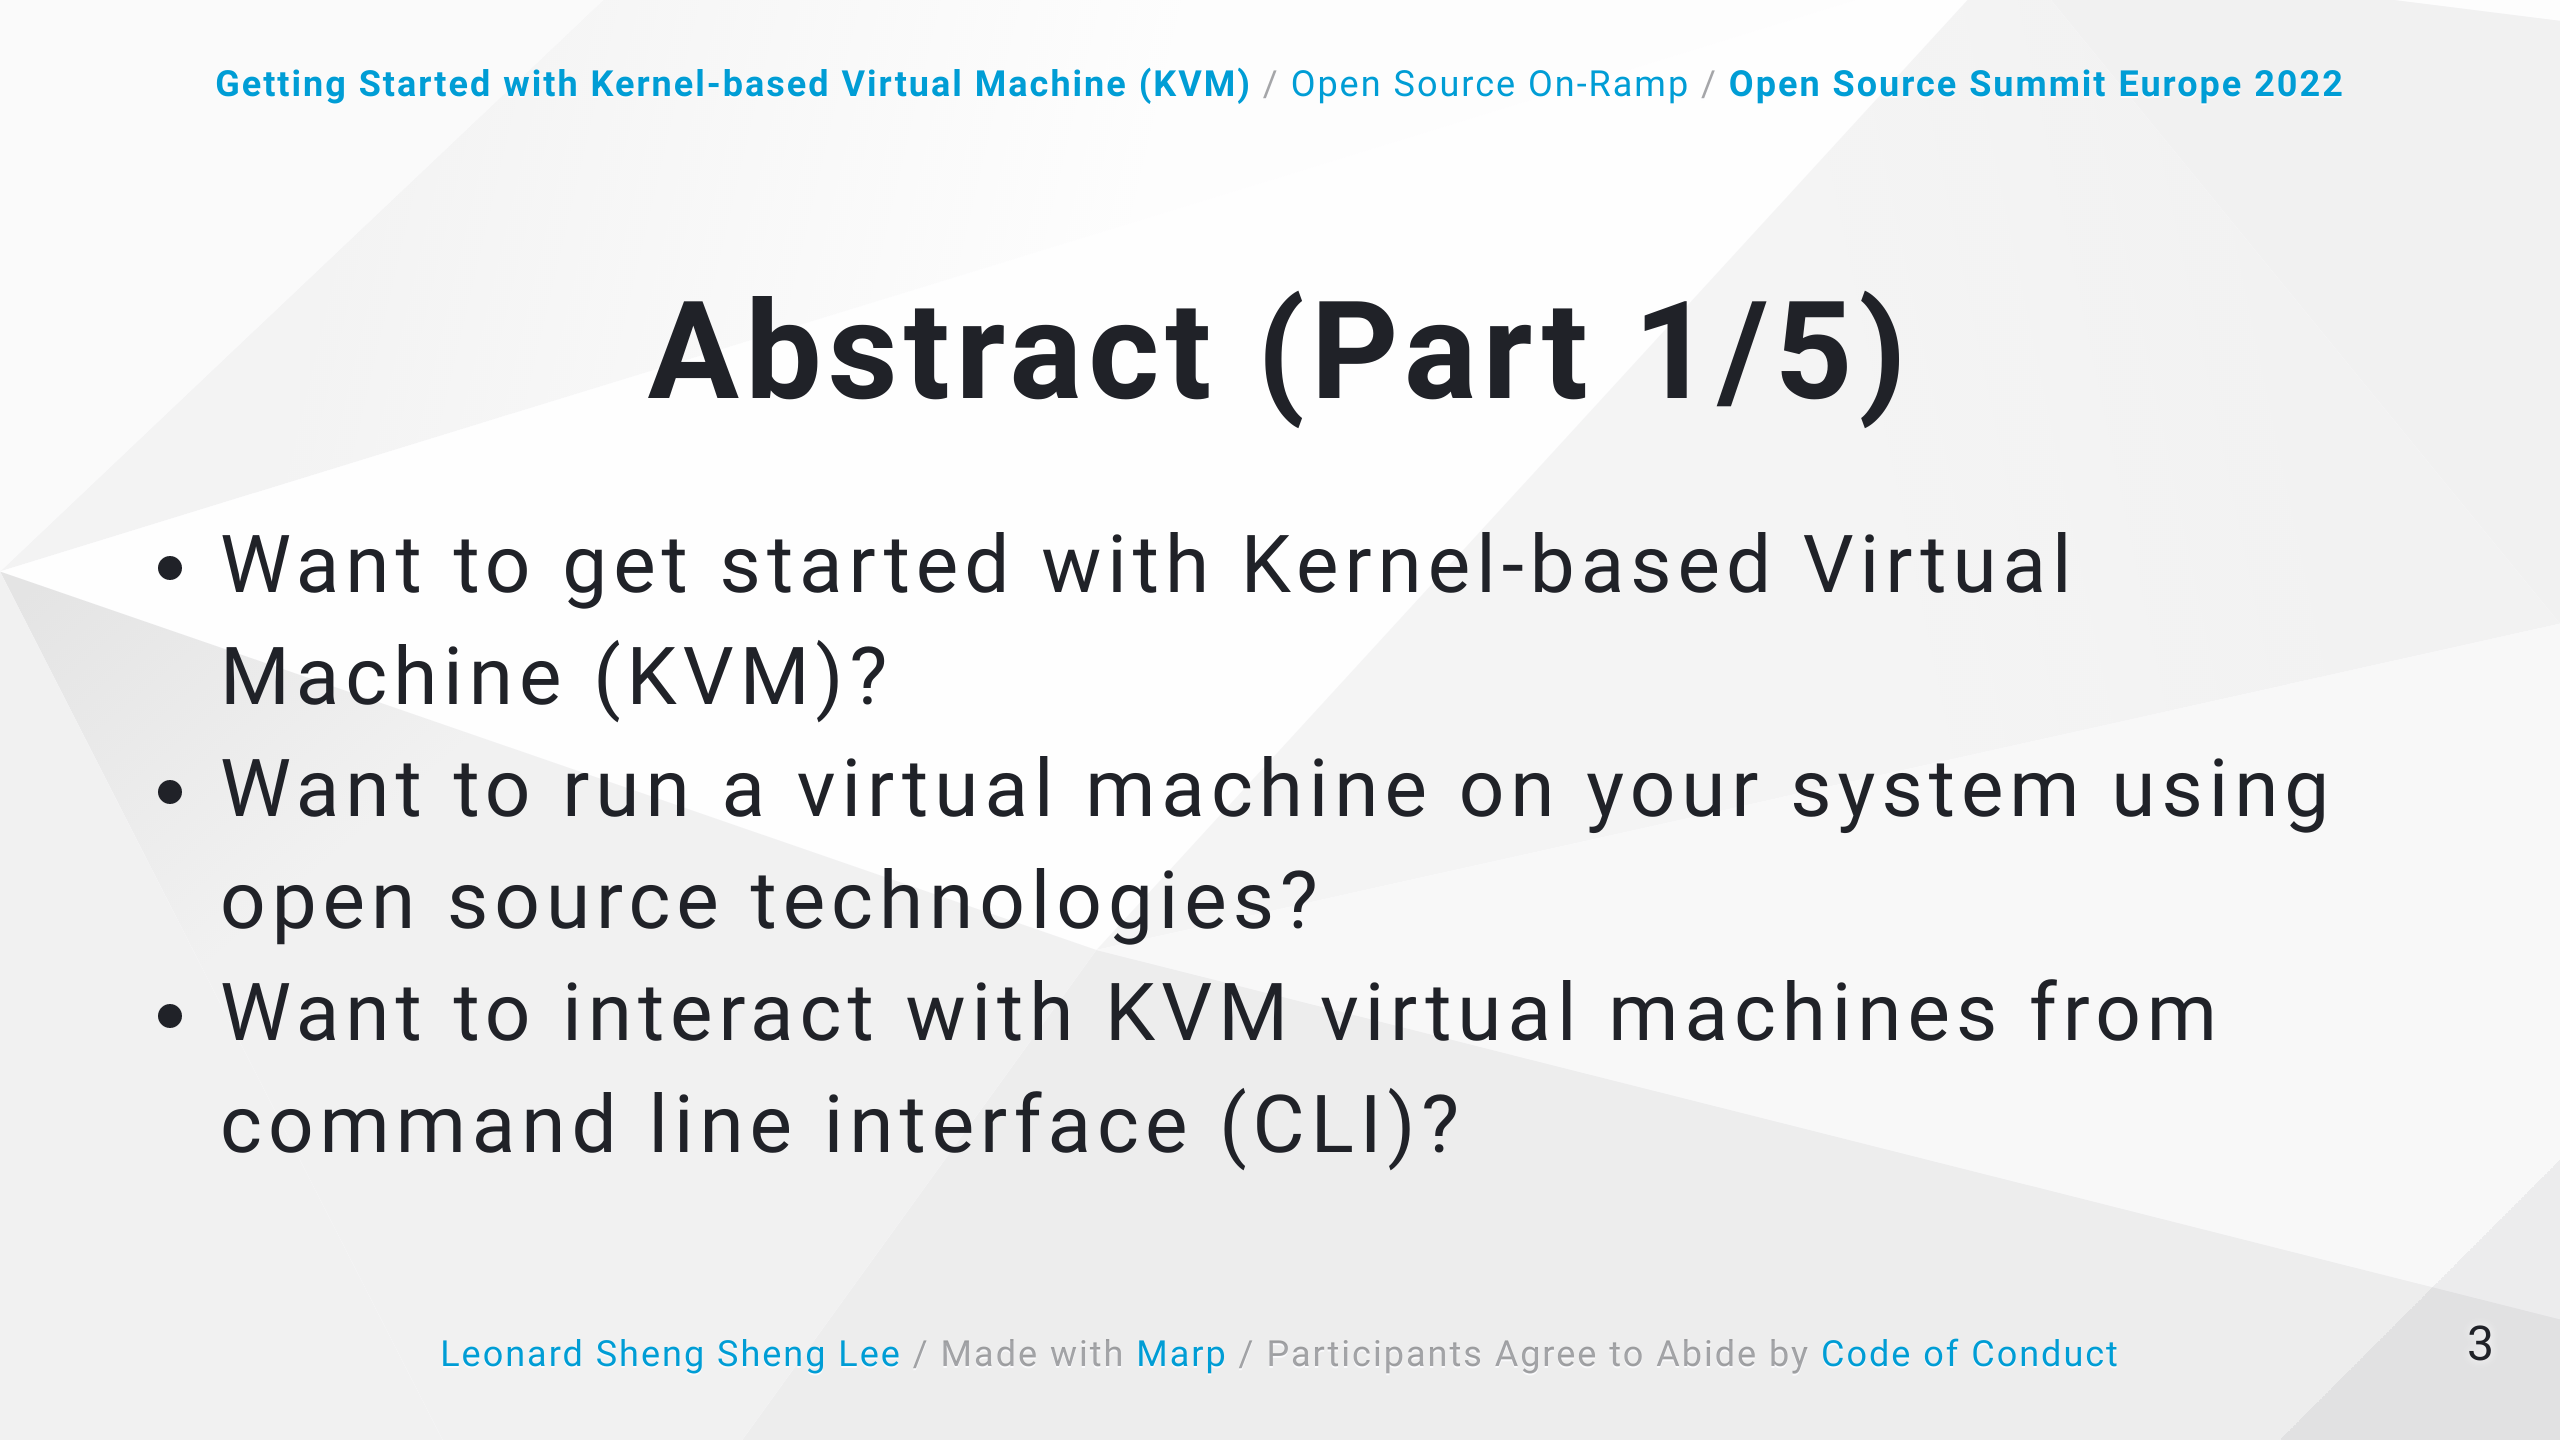 Getting Started with Kernel-based Virtual Machine (KVM) / Open Source On-Ramp / Open Source Summit Europe 2022
Abstract (Part 1/5)
• Want to get started with Kernel-based Virtual
Machine (KVM)?
• Want to run a virtual machine on your system using
open source technologies?
• Want to interact with KVM virtual machines from
command line interface (CLI)?
Leonard Sheng Sheng Lee / Made with Marp / Participants Agree to Abide by Code of Conduct
3